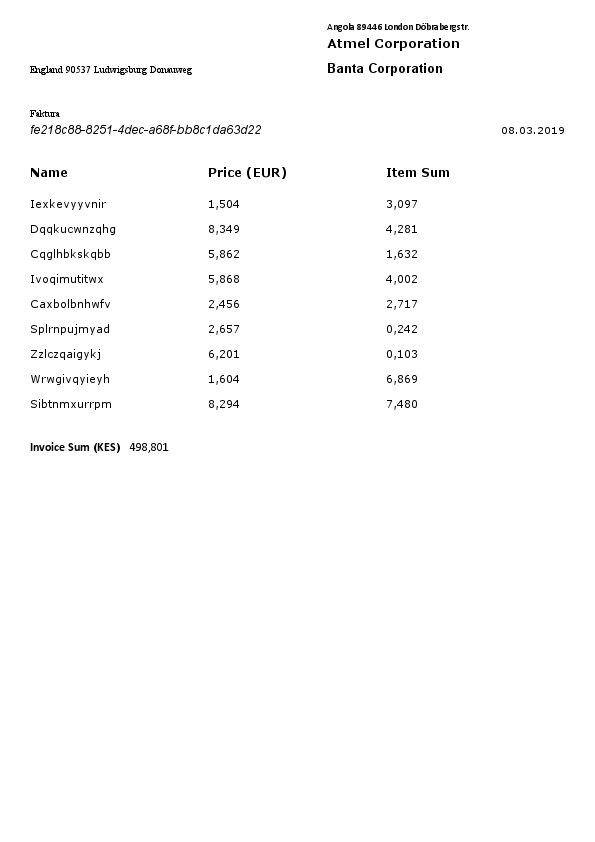 Angola 89446 London Döbrabergstr.
Atmel Corporation
England 90537 Ludwigsburg Donauweg
Banta Corporation
Faktura
fe218c88-8251-4dec-a68f-bb8c1da63d22 08.03.2019
Name Price (EUR) Item Sum
Iexkevyyvnir 1,504 3,097
Dqqkucwnzqhg 8,349 4,281
Cqglhbkskqbb 5,862 1,632
Ivoqimutitwx 5,868 4,002
Caxbolbnhwfv 2,456 2,717
Splrnpujmyad 2,657 0,242
Zzlczqaigykj 6,201 0,103
Wrwgivqyieyh 1,604 6,869
Sibtnmxurrpm 8,294 7,480
Invoice Sum (KES) 498,801